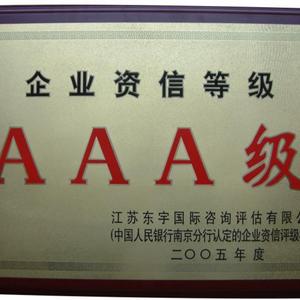 企业资信等级
AAA级
江苏东宇国际咨询评估有限公
(中国人民银行南京分行认定的企业资信评级
二〇〇五年度